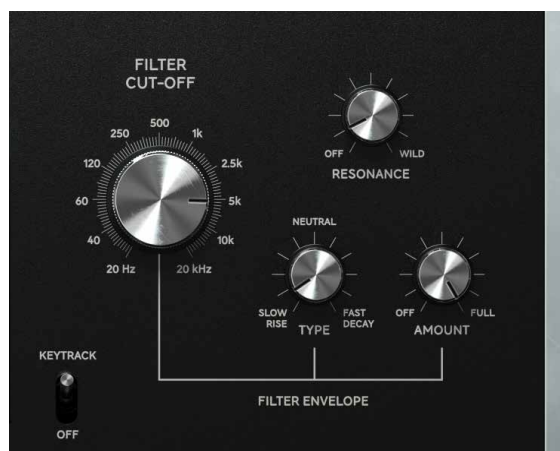 FILTER
CUT-OFF
500
250
1k
120
2.5k
60
5k
40
10k
20 Hz
20 kHz
OFF
WILD
RESONANCE
NEUTRAL
SLOW
RISE
FAST
DECAY
TYPE
OFF
FULL
AMOUNT
KEYTRACK
OFF
FILTER ENVELOPE